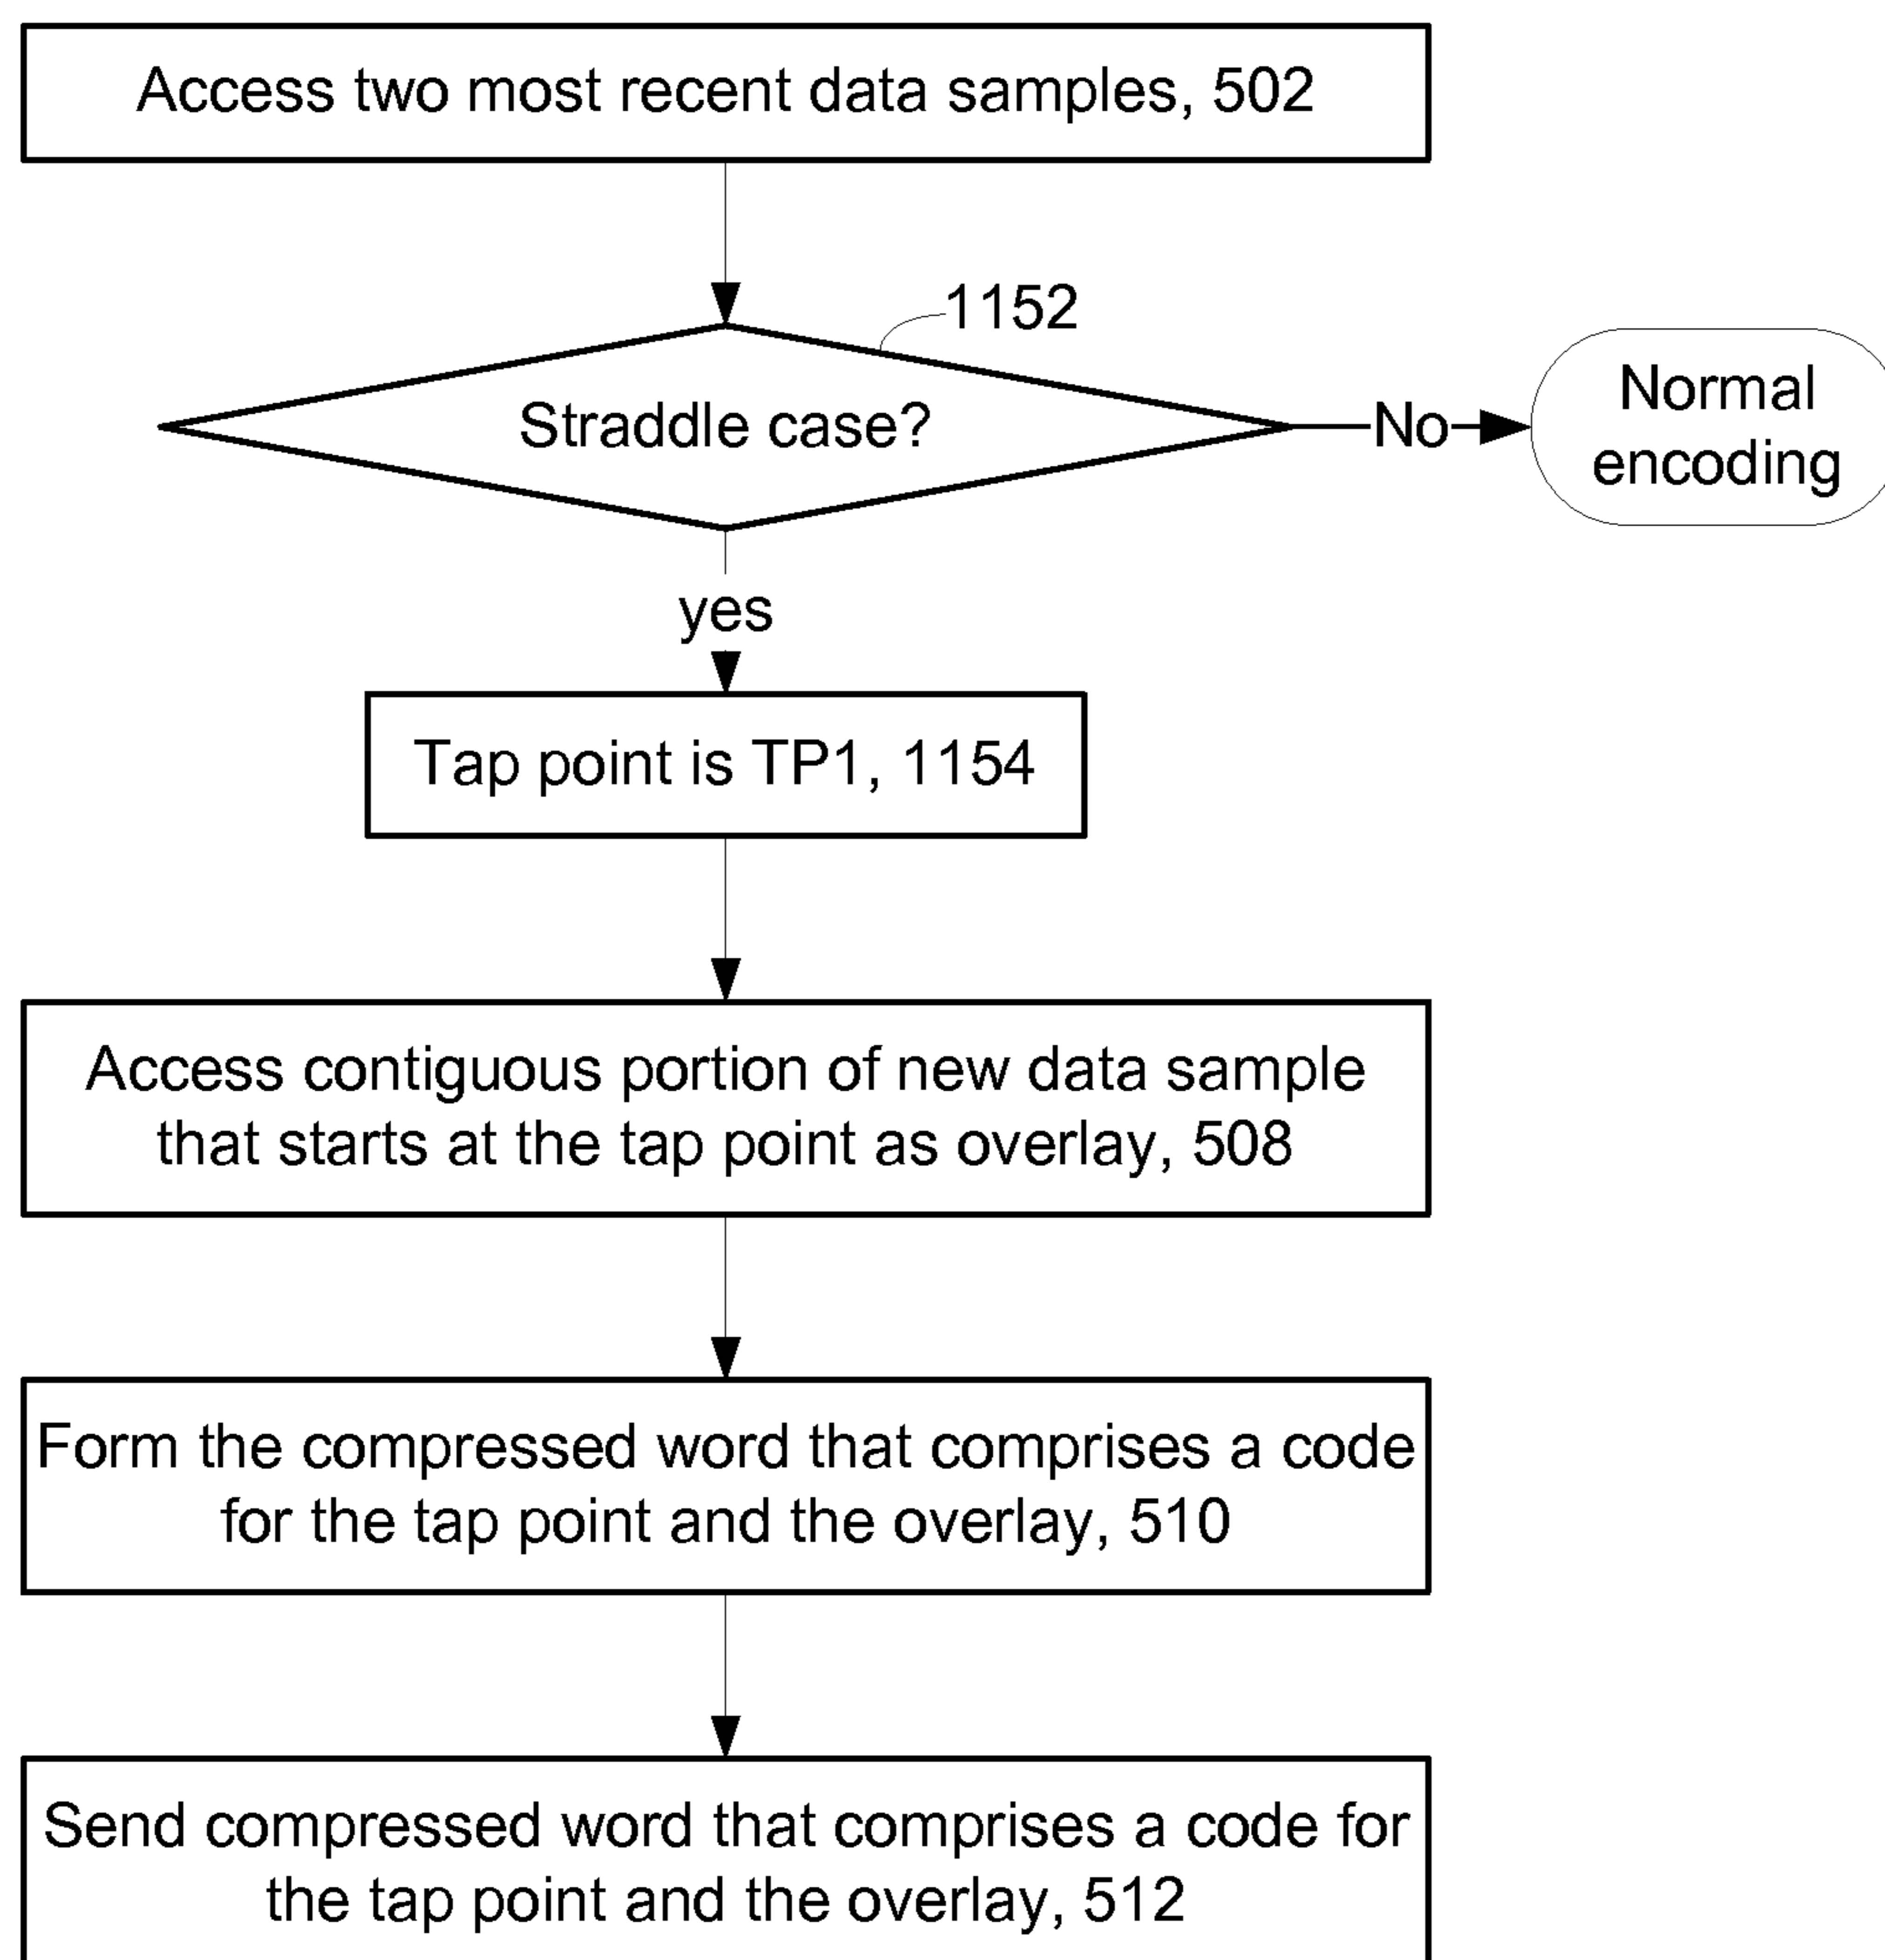 Access two most recent data samples, 502
1152
Straddle case?
No
Normal
encoding
yes
Tap point is TP1, 1154
Access contiguous portion of new data sample
that starts at the tap point as overlay, 508
Form the compressed word that comprises a code
for the tap point and the overlay, 510
Send compressed word that comprises a code for
the tap point and the overlay, 512